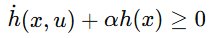 ḣ(x, u) + αh(x) ≥ 0